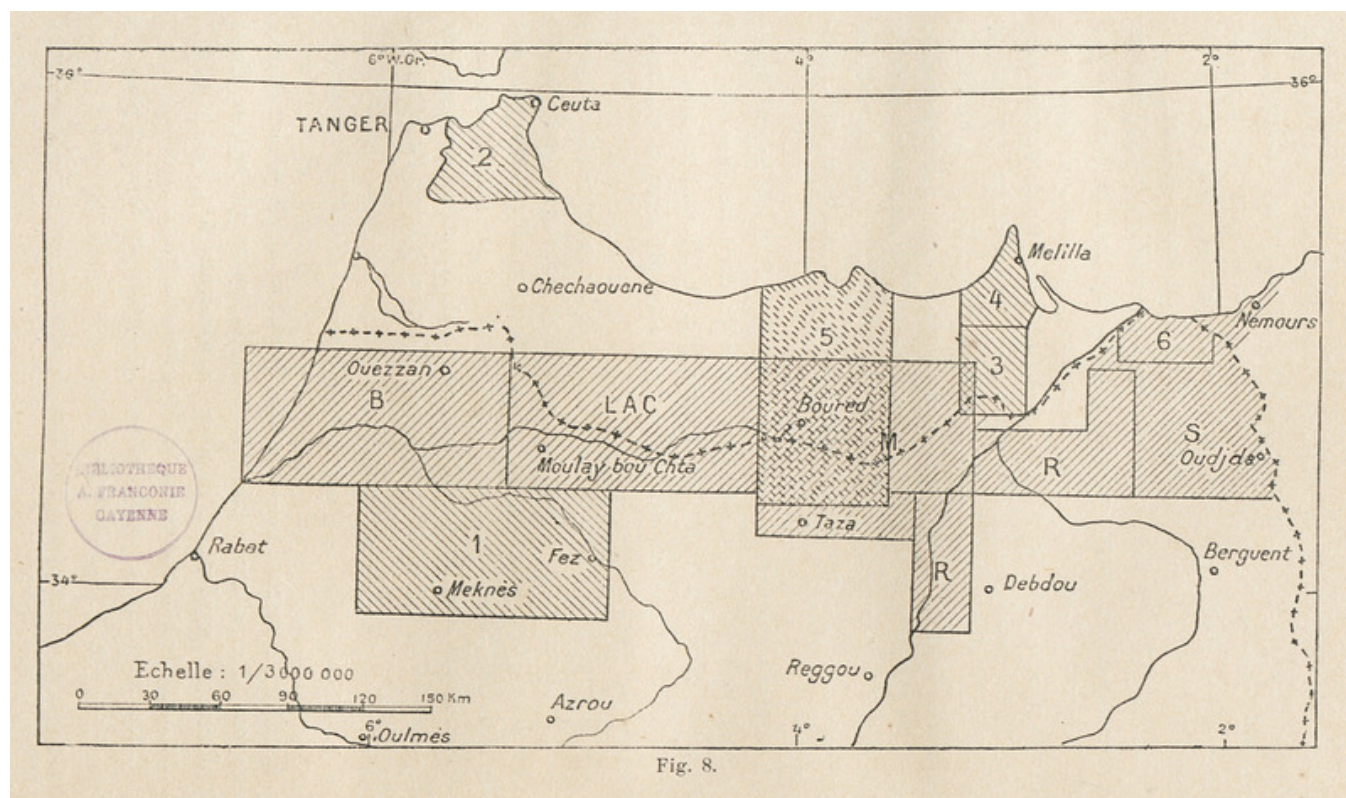 6° W.Gr.
4°
2°
36°
36°
TANGER
Ceuta
2
Chechaouene
Melilla
4
Nemours
5
6
3
Ouezzan
B
LAC
Boured
M
S
Oudjda
Moulay bou Chta
R
BIBLIOTHEQUE
A. FRANCONIE
CAYENNE
Rabat
1
Fez
Taza
Meknès
R
Debdou
Berguent
34°
Echelle : 1/3 000 000
0 30 60 90 120 150 Km
Reggou
Azrou
6°
Oulmès
4°
2°
Fig. 8.